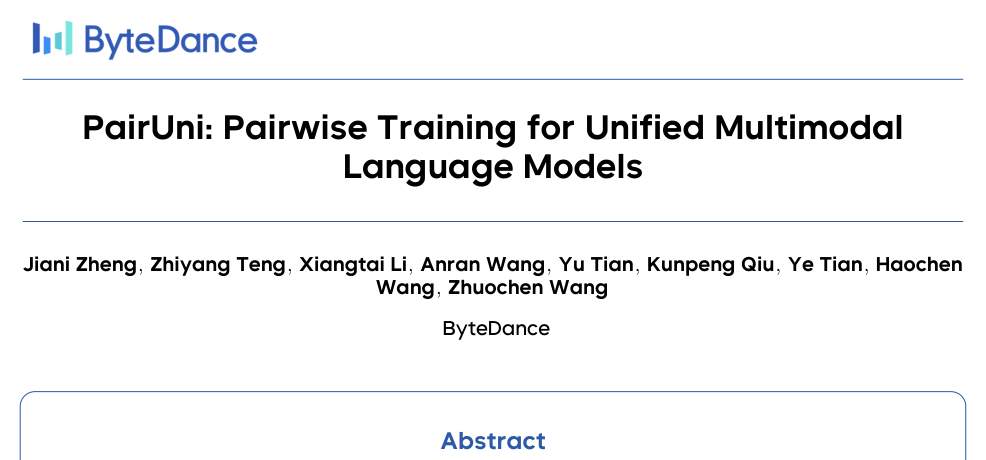 ByteDance
PairUni: Pairwise Training for Unified Multimodal
Language Models
Jiani Zheng, Zhiyang Teng, Xiangtai Li, Anran Wang, Yu Tian, Kunpeng Qiu, Ye Tian, Haochen
Wang, Zhuochen Wang
ByteDance
Abstract